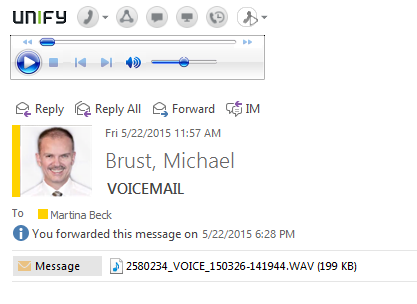 UNIFY
Reply Reply All Forward IM
Fri 5/22/2015 11:57 AM
Brust, Michael
VOICEMAIL
To Martina Beck
You forwarded this message on 5/22/2015 6:28 PM
Message 2580234_VOICE_150326-141944.WAV (199 KB)